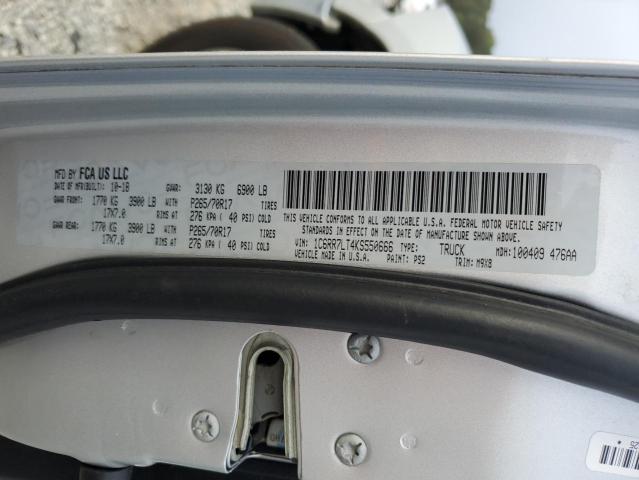 MFD BY FCA US LLC
DATE OF MFR(BUILT): 10-18 GVWR: 3130 KG 6900 LB
GAWR FRONT: 1770 KG 3900 LB WITH P265/70R17 TIRES
17X7.0 RIMS AT 276 KPA ( 40 PSI) COLD
GAWR REAR: 1770 KG 3900 LB WITH P265/70R17 TIRES
17X7.0 RIMS AT 276 KPA ( 40 PSI) COLD
THIS VEHICLE CONFORMS TO ALL APPLICABLE U.S.A. FEDERAL MOTOR VEHICLE SAFETY
STANDARDS IN EFFECT ON THE DATE OF MANUFACTURE SHOWN ABOVE.
VIN: 1C6RR7LT4KS550666 TYPE: TRUCK MDH:100409 476AA
VEHICLE MADE IN U.S.A. PAINT: PS2 TRIM: M9X8